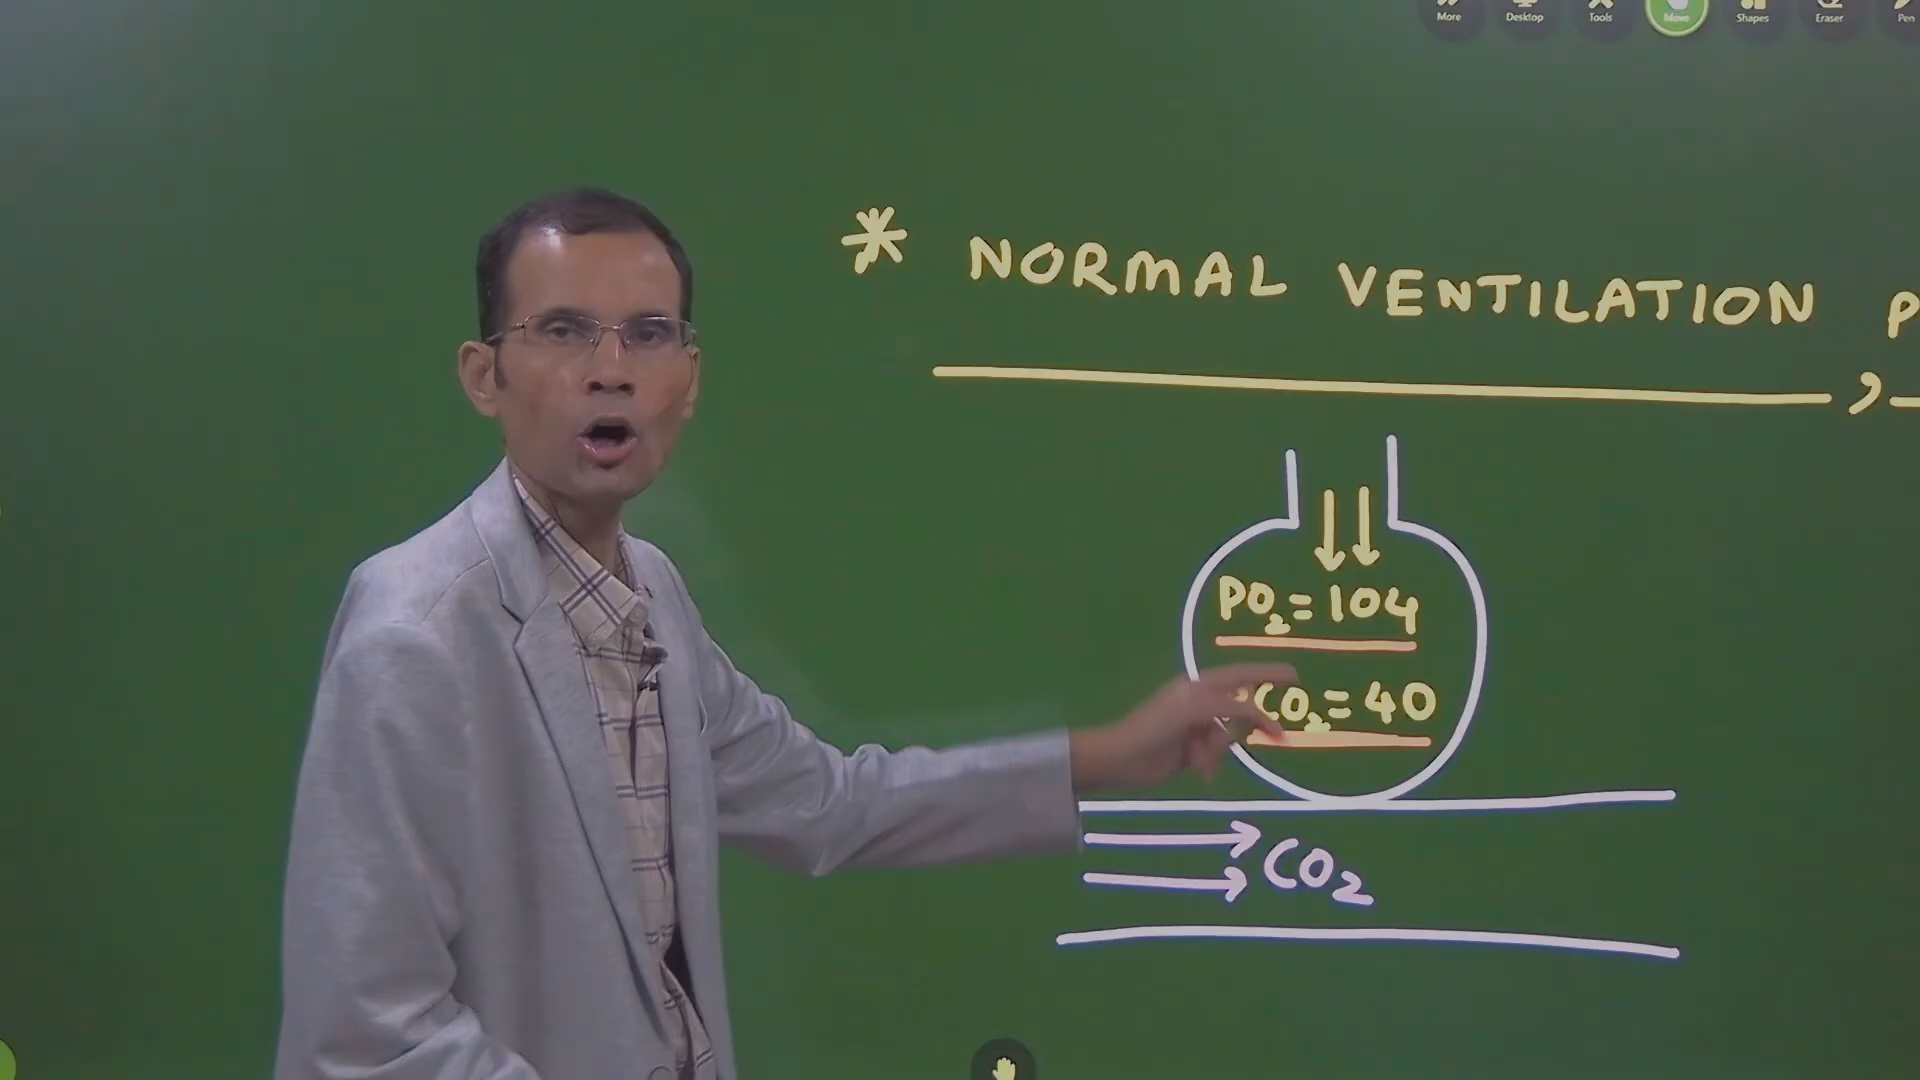 More Desktop Tools Move Shapes Eraser Pen
* NORMAL VENTILATION P
PO₂=104
CO₂=40
CO₂